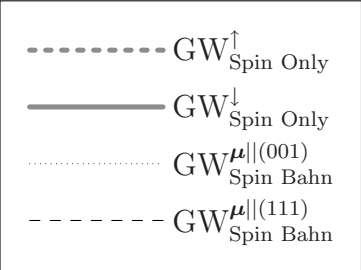 GW↑Spin Only
GW↓Spin Only
GWμ||(001)Spin Bahn
GWμ||(111)Spin Bahn